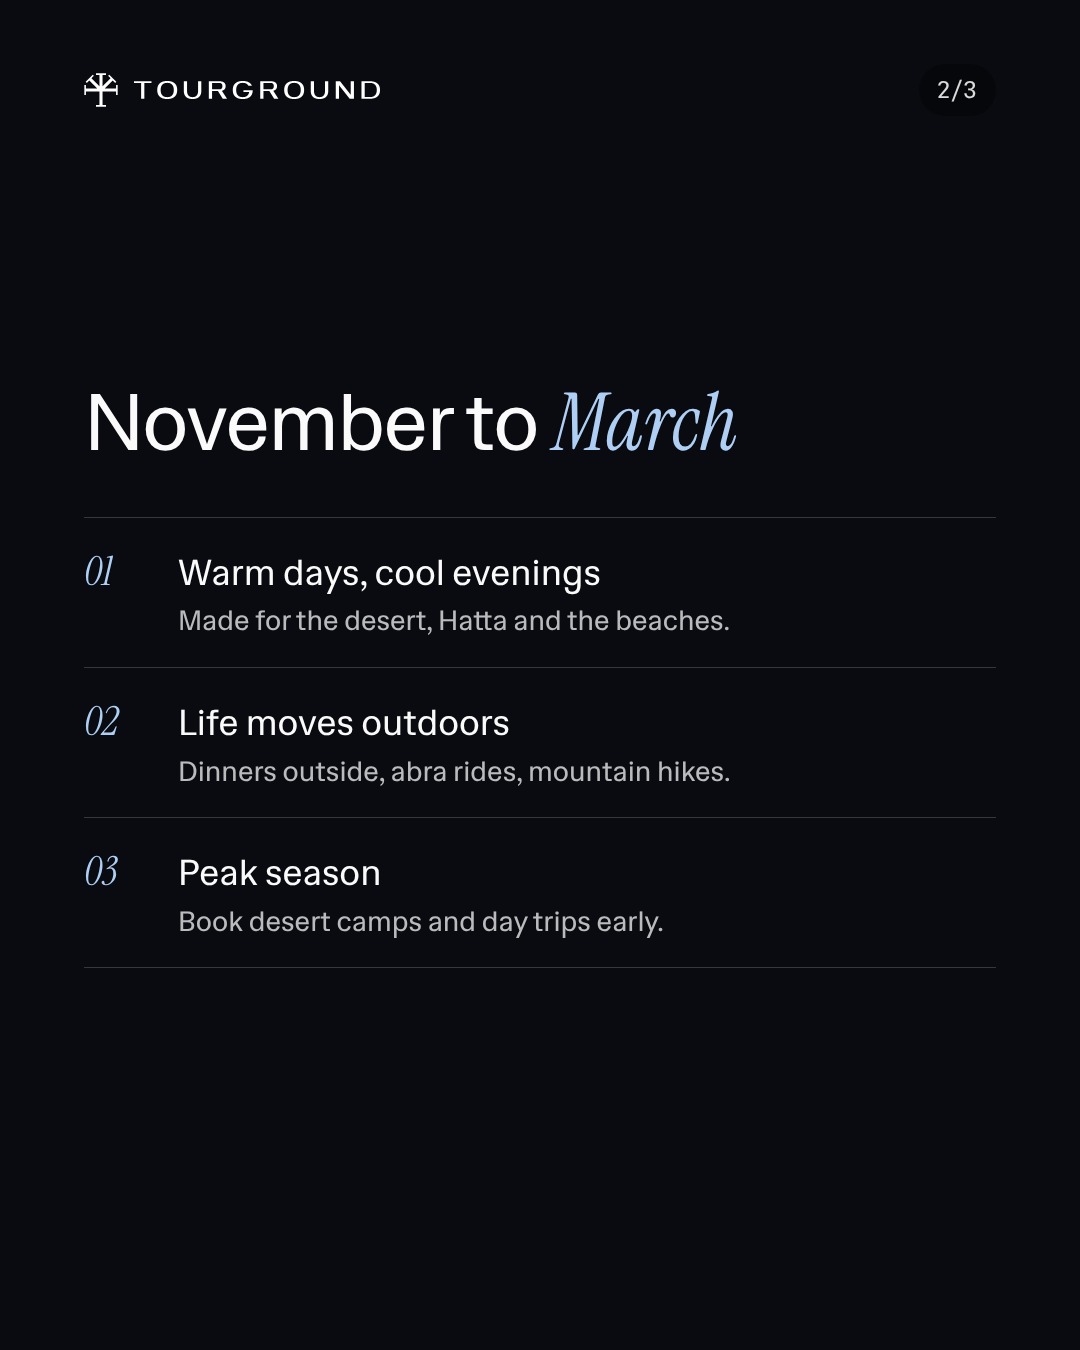 TOURGROUND
2/3
November to March
01
Warm days, cool evenings
Made for the desert, Hatta and the beaches.
02
Life moves outdoors
Dinners outside, abra rides, mountain hikes.
03
Peak season
Book desert camps and day trips early.